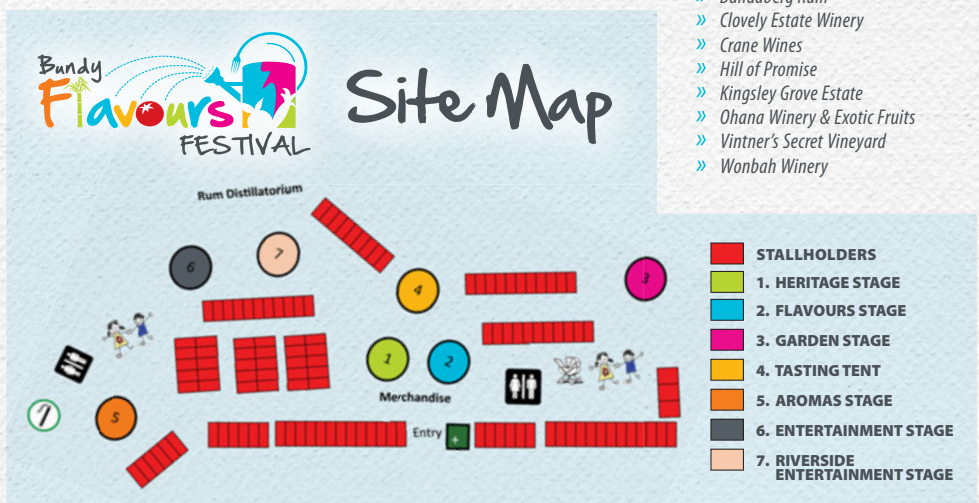 Bundaberg Rum
» Clovely Estate Winery
» Crane Wines
» Hill of Promise
» Kingsley Grove Estate
» Ohana Winery & Exotic Fruits
» Vintner's Secret Vineyard
» Wonbah Winery
Bundy
Flavours
FESTIVAL
Site Map
Rum Distillatorium
6
7
4
3
1
2
Merchandise
5
Entry
+
STALLHOLDERS
1. HERITAGE STAGE
2. FLAVOURS STAGE
3. GARDEN STAGE
4. TASTING TENT
5. AROMAS STAGE
6. ENTERTAINMENT STAGE
7. RIVERSIDE
ENTERTAINMENT STAGE